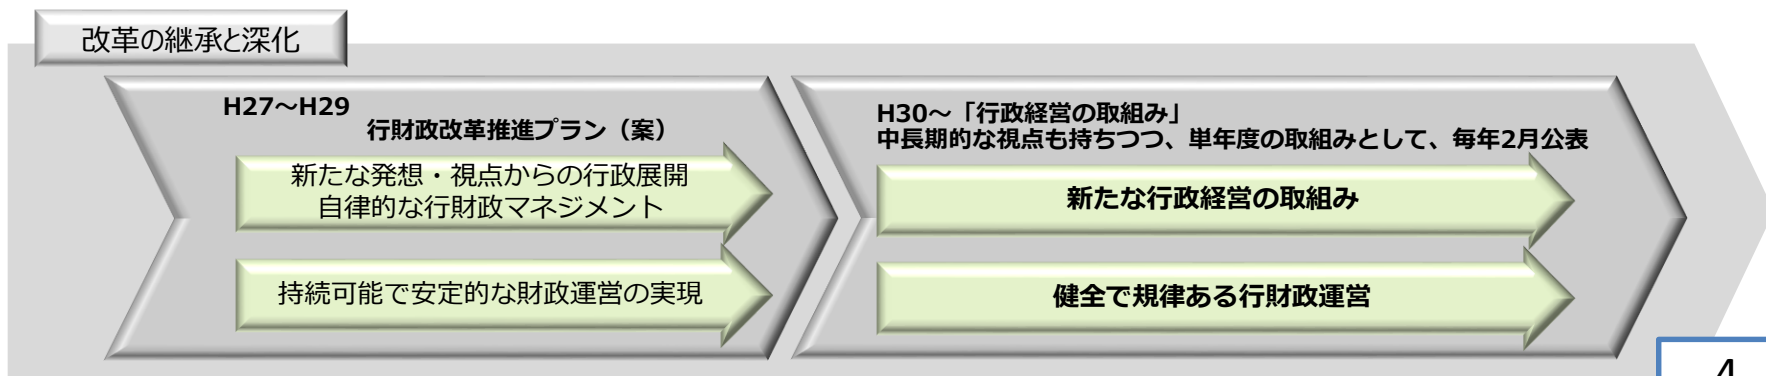 改革の継承と深化
H27～H29
行財政改革推進プラン（案）
新たな発想・視点からの行政展開
自律的な行財政マネジメント
持続可能で安定的な財政運営の実現
H30～「行政経営の取組み」
中長期的な視点も持ちつつ、単年度の取組みとして、毎年2月公表
新たな行政経営の取組み
健全で規律ある行財政運営
4